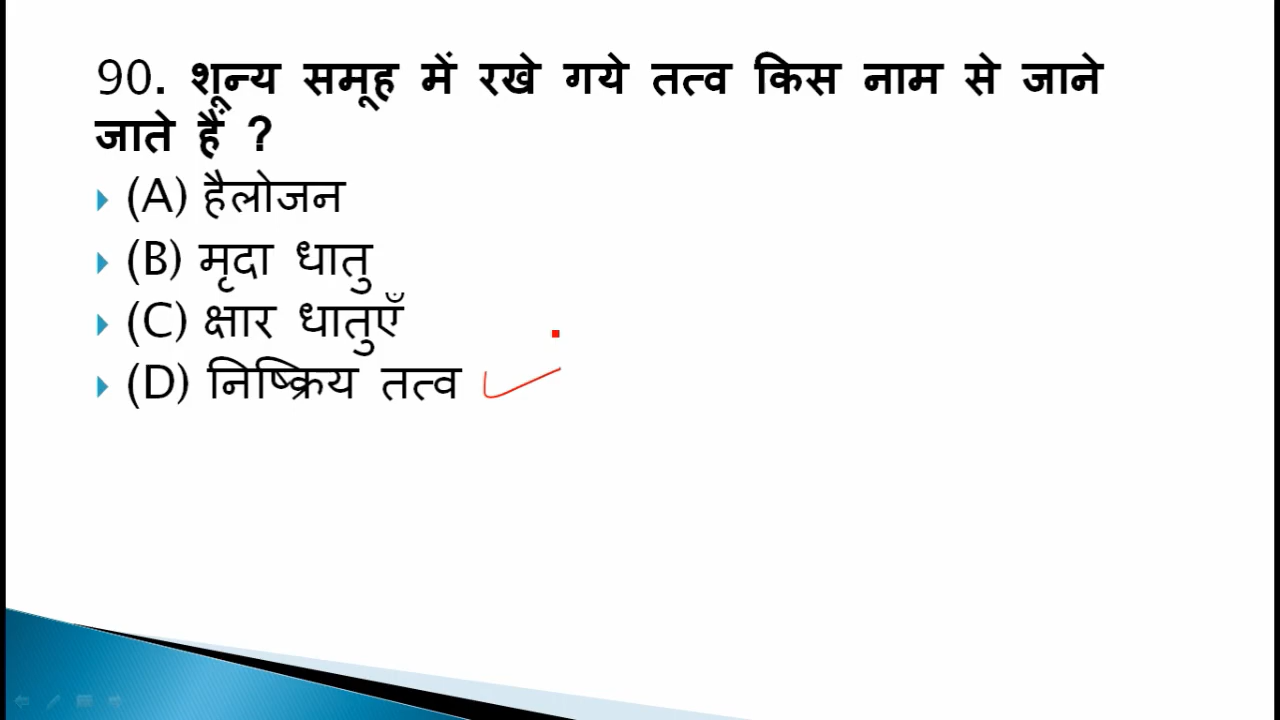 90. शून्य समूह में रखे गये तत्व किस नाम से जाने
जाते हैं ?
(A) हैलोजन
(B) मृदा धातु
(C) क्षार धातुएँ
(D) निष्क्रिय तत्व